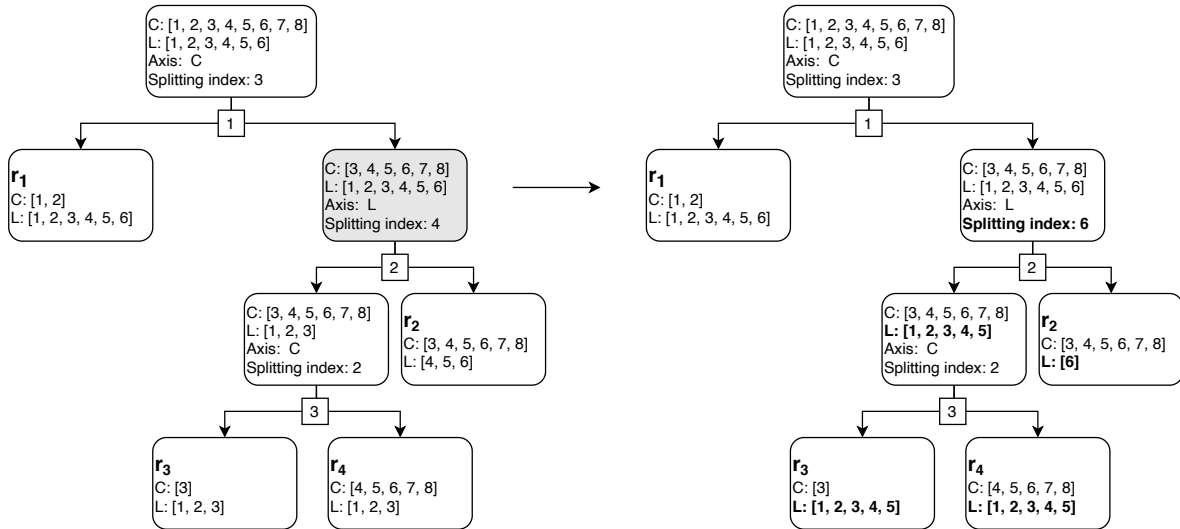 C: [1, 2, 3, 4, 5, 6, 7, 8]
L: [1, 2, 3, 4, 5, 6]
Axis: C
Splitting index: 3
1
r1
C: [1, 2]
L: [1, 2, 3, 4, 5, 6]
C: [3, 4, 5, 6, 7, 8]
L: [1, 2, 3, 4, 5, 6]
Axis: L
Splitting index: 4
2
C: [3, 4, 5, 6, 7, 8]
L: [1, 2, 3]
Axis: C
Splitting index: 2
r2
C: [3, 4, 5, 6, 7, 8]
L: [4, 5, 6]
3
r3
C: [3]
L: [1, 2, 3]
r4
C: [4, 5, 6, 7, 8]
L: [1, 2, 3]
C: [1, 2, 3, 4, 5, 6, 7, 8]
L: [1, 2, 3, 4, 5, 6]
Axis: C
Splitting index: 3
1
r1
C: [1, 2]
L: [1, 2, 3, 4, 5, 6]
C: [3, 4, 5, 6, 7, 8]
L: [1, 2, 3, 4, 5, 6]
Axis: L
Splitting index: 6
2
C: [3, 4, 5, 6, 7, 8]
L: [1, 2, 3, 4, 5]
Axis: C
Splitting index: 2
r2
C: [3, 4, 5, 6, 7, 8]
L: [6]
3
r3
C: [3]
L: [1, 2, 3, 4, 5]
r4
C: [4, 5, 6, 7, 8]
L: [1, 2, 3, 4, 5]